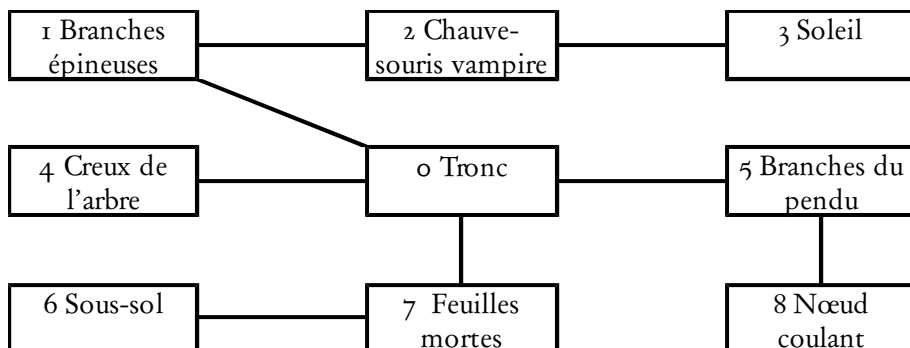 1 Branches
épineuses
2 Chauve-
souris vampire
3 Soleil
4 Creux de
l'arbre
0 Tronc
5 Branches du
pendu
6 Sous-sol
7 Feuilles
mortes
8 Nœud
coulant